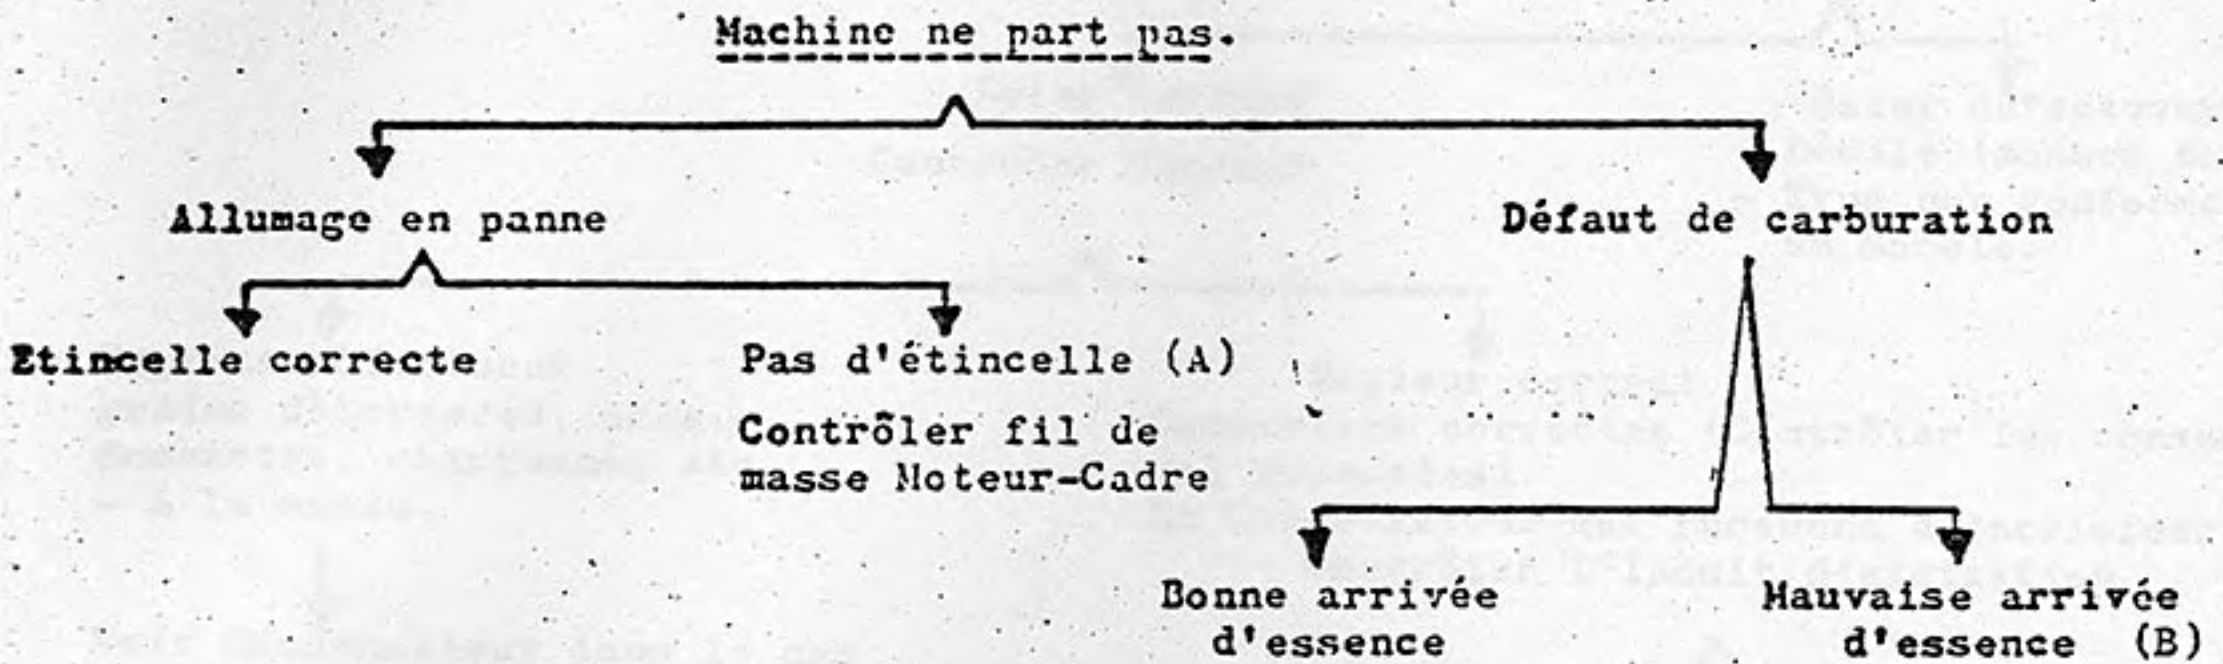 Machine ne part pas.
Allumage en panne
Défaut de carburation
Etincelle correcte
Pas d'étincelle (A)
Contrôler fil de
masse Moteur-Cadre
Bonne arrivée
d'essence
Mauvaise arrivée
d'essence (B)